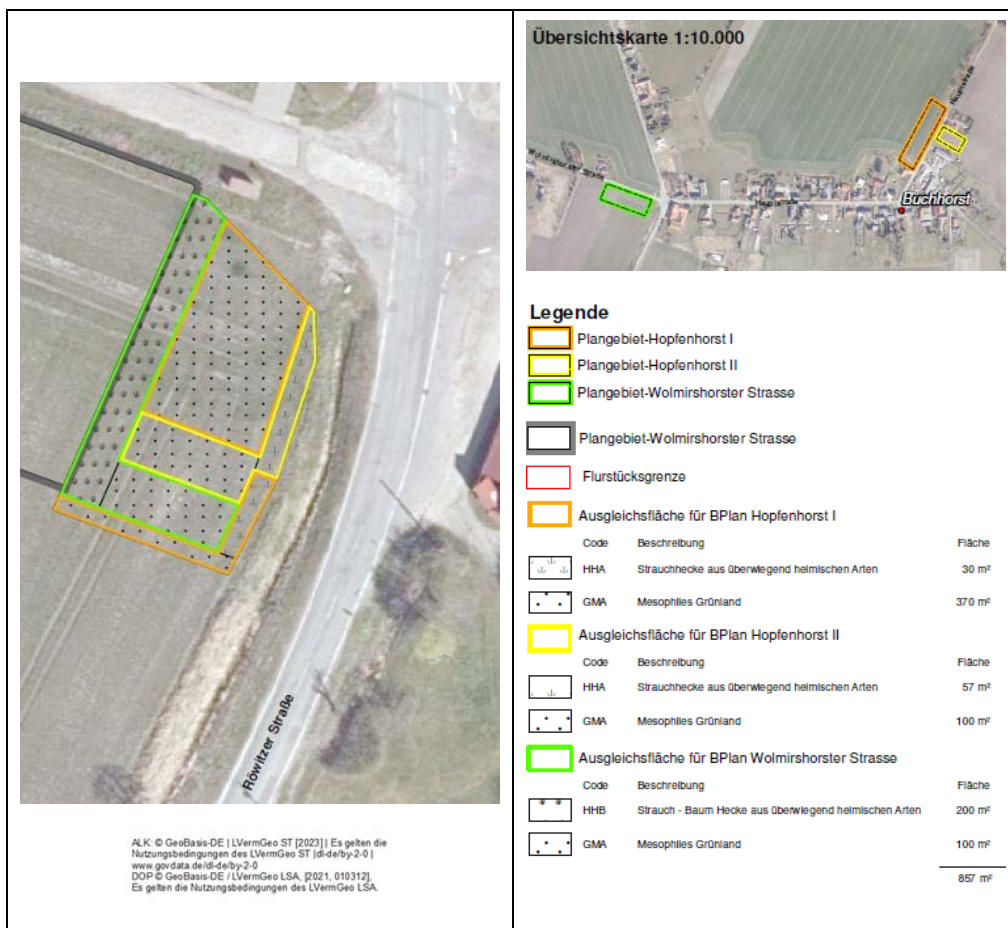 Röwitzer Straße
ALK: © GeoBasis-DE | LVermGeo ST [2023] | Es gelten die
Nutzungsbedingungen des LVermGeo ST |dl-de/by-2-0 |
www.govdata.de/dl-de/by-2-0
DOP © GeoBasis-DE / LVermGeo LSA, [2021, 010312],
Es gelten die Nutzungsbedingungen des LVermGeo LSA.
Übersichtskarte 1:10.000
Hauptstraße
Wolmirshorster Straße
Hauptstraße
Buchhorst
Legende
Plangebiet-Hopfenhorst I
Plangebiet-Hopfenhorst II
Plangebiet-Wolmirshorster Strasse
Plangebiet-Wolmirshorster Strasse
Flurstücksgrenze
Ausgleichsfläche für BPlan Hopfenhorst I
Code Beschreibung Fläche
HHA Strauchhecke aus überwiegend heimischen Arten 30 m²
GMA Mesophiles Grünland 370 m²
Ausgleichsfläche für BPlan Hopfenhorst II
Code Beschreibung Fläche
HHA Strauchhecke aus überwiegend heimischen Arten 57 m²
GMA Mesophiles Grünland 100 m²
Ausgleichsfläche für BPlan Wolmirshorster Strasse
Code Beschreibung Fläche
HHB Strauch - Baum Hecke aus überwiegend heimischen Arten 200 m²
GMA Mesophiles Grünland 100 m²
857 m²